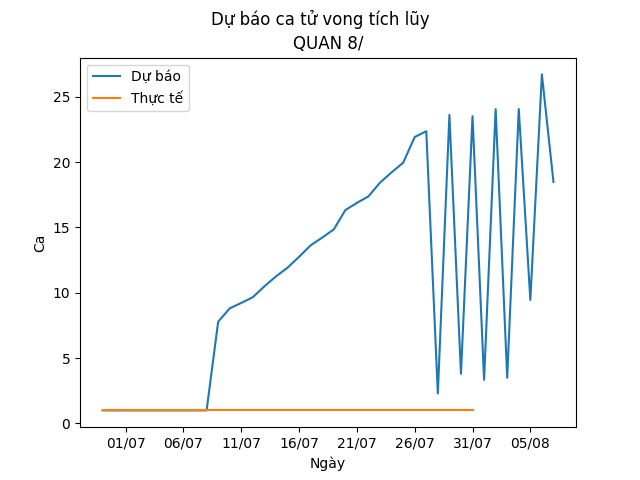 Dự báo ca tử vong tích lũy
QUAN 8/
Dự báo
Thực tế
25
20
15
10
5
0
Ca
01/07 06/07 11/07 16/07 21/07 26/07 31/07 05/08
Ngày